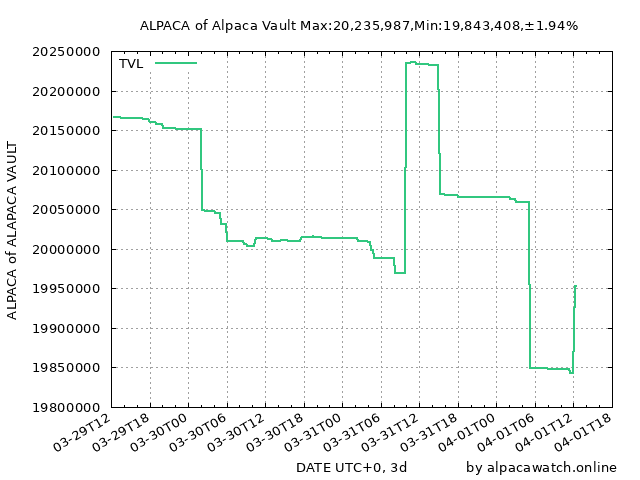 ALPACA of Alpaca Vault Max:20,235,987,Min:19,843,408,±1.94%
TVL
20250000
20200000
20150000
20100000
20050000
20000000
19950000
19900000
19850000
19800000
ALPACA of ALAPACA VAULT
03-29T12
03-29T18
03-30T00
03-30T06
03-30T12
03-30T18
03-31T00
03-31T06
03-31T12
03-31T18
04-01T00
04-01T06
04-01T12
04-01T18
DATE UTC+0, 3d
by alpacawatch.online